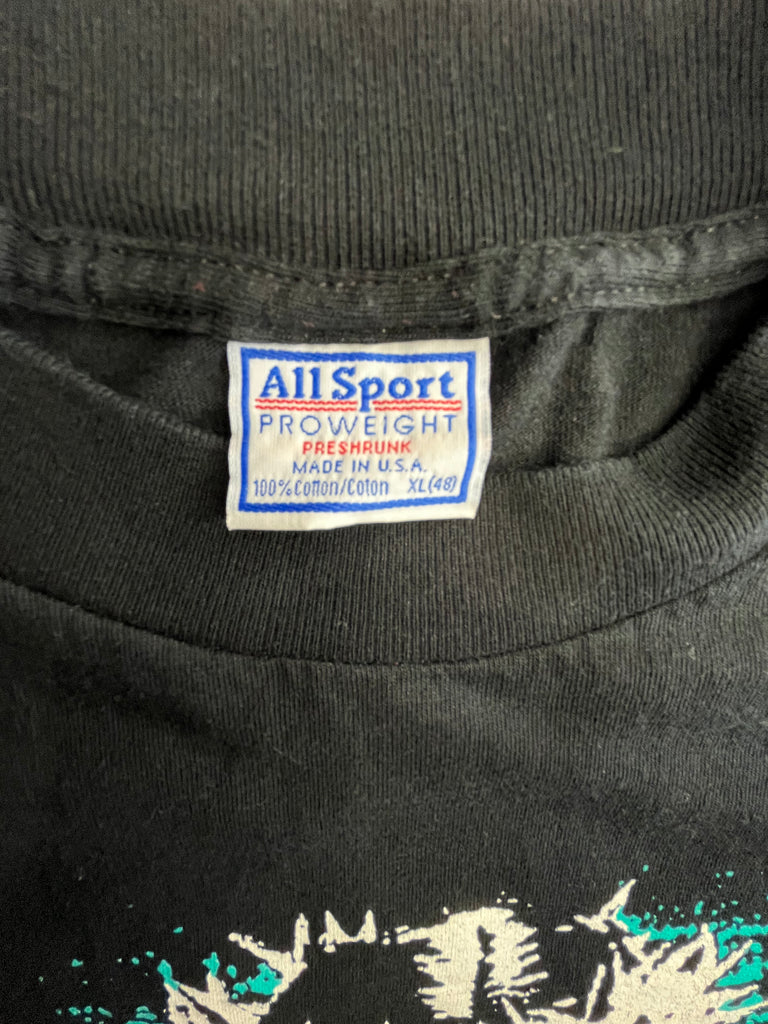 All Sport
PROWEIGHT
PRESHRUNK
MADE IN U.S.A.
100% Cotton/Coton XL(48)